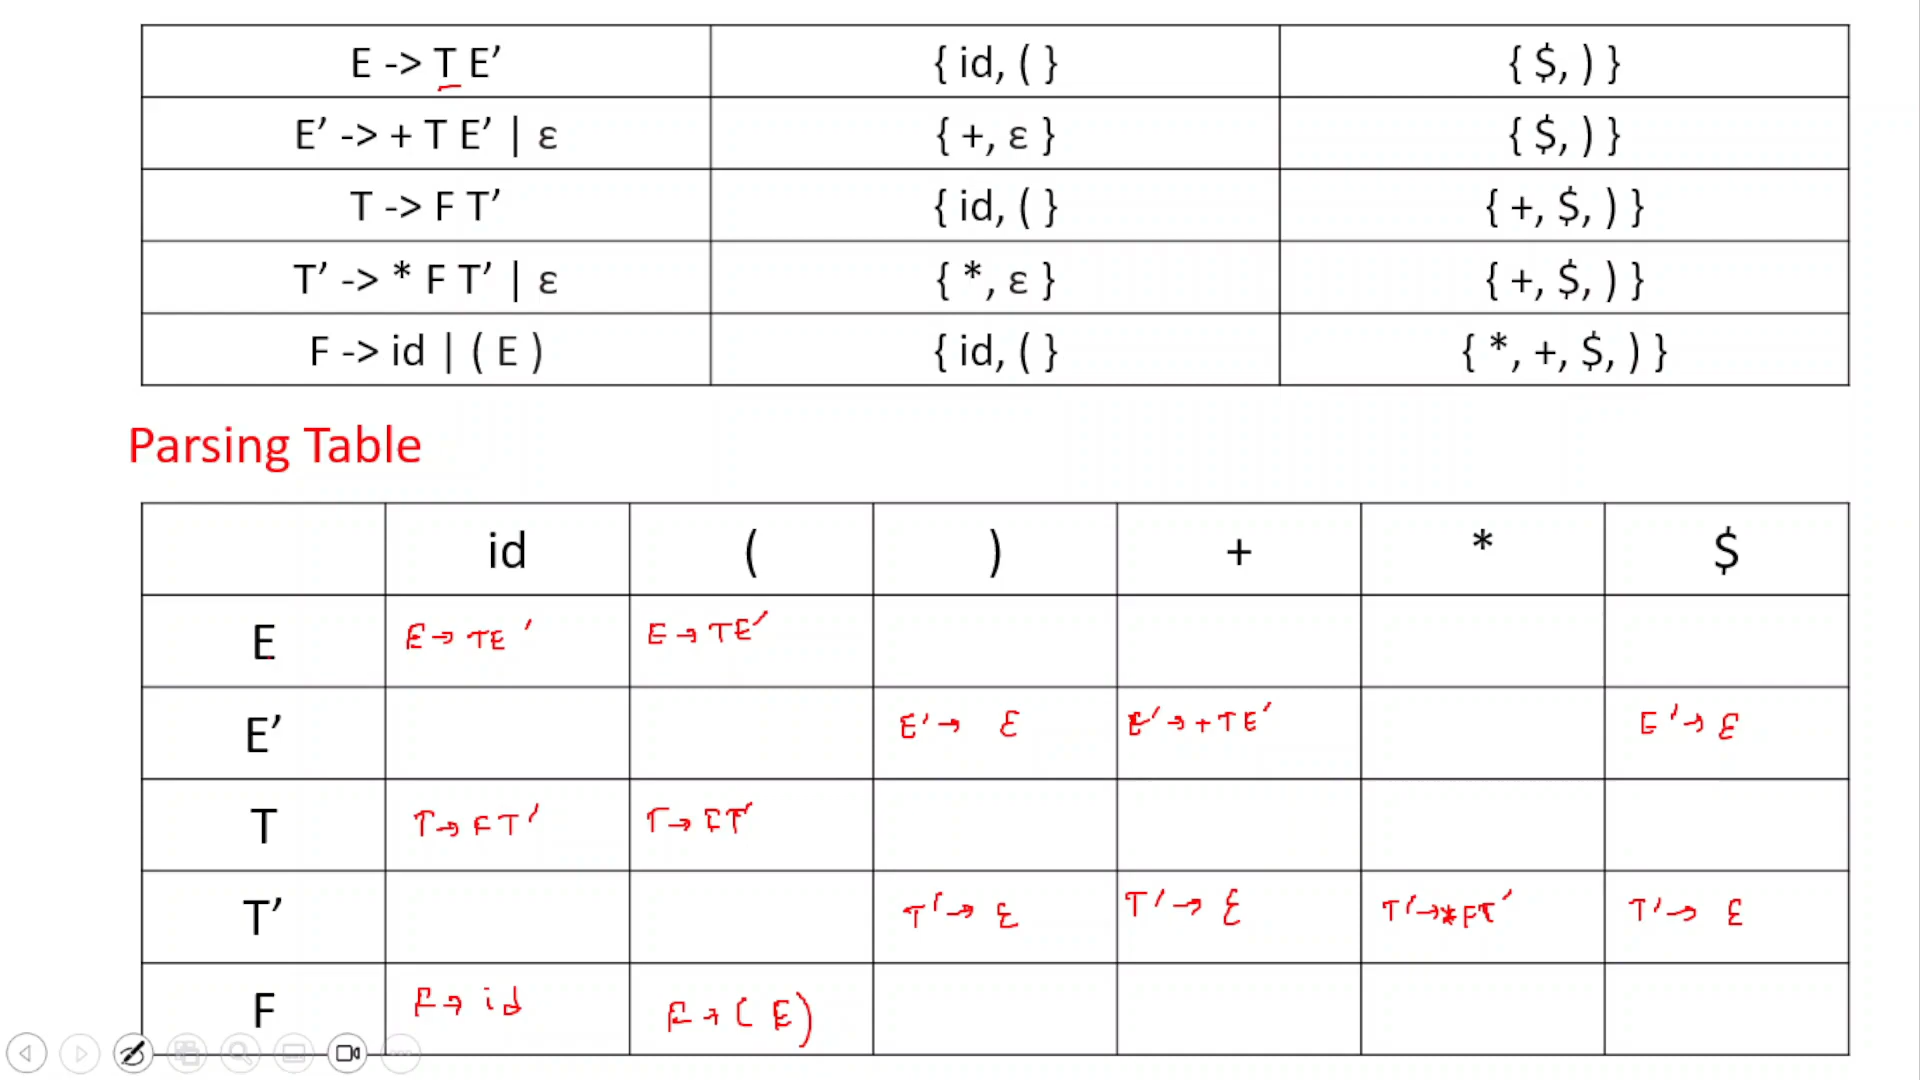 E -> T E’ { id, ( } { $, ) }
E’ -> + T E’ | ε { +, ε } { $, ) }
T -> F T’ { id, ( } { +, $, ) }
T’ -> * F T’ | ε { *, ε } { +, $, ) }
F -> id | ( E ) { id, ( } { *, +, $, ) }
Parsing Table
id ( ) + * $
E E → TE' E → TE'
E’ E' → ε E' → +TE' E' → ε
T T → FT' T → FT'
T’ T' → ε T' → ε T' → *FT' T' → ε
F F → id F → (E)